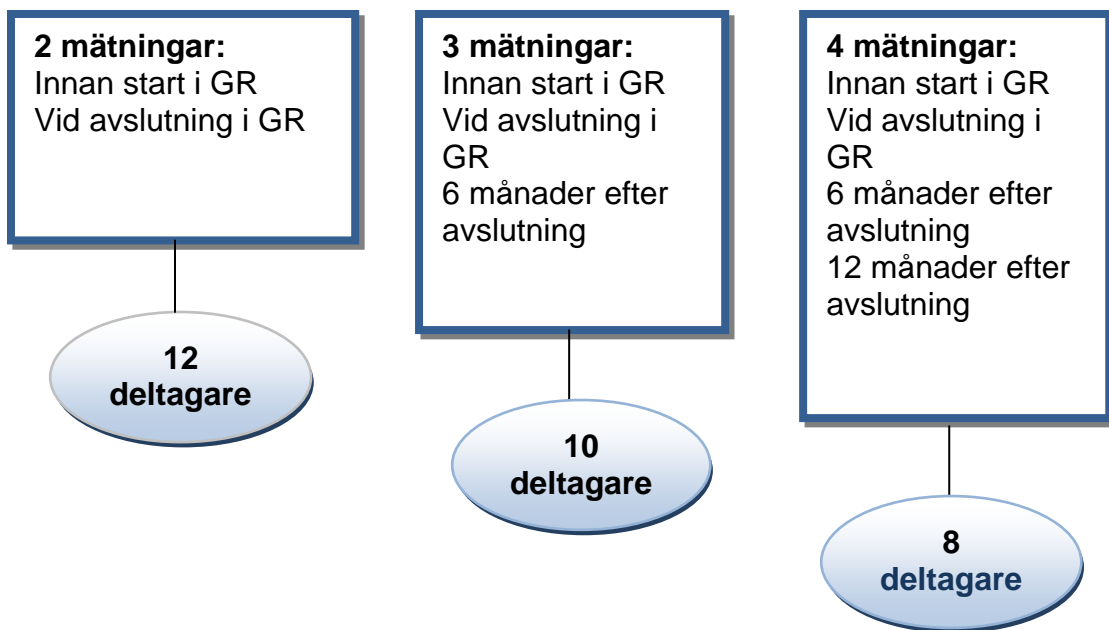 2 mätningar:
Innan start i GR
Vid avslutning i GR
12
deltagare
3 mätningar:
Innan start i GR
Vid avslutning i
GR
6 månader efter
avslutning
10
deltagare
4 mätningar:
Innan start i GR
Vid avslutning i
GR
6 månader efter
avslutning
12 månader efter
avslutning
8
deltagare